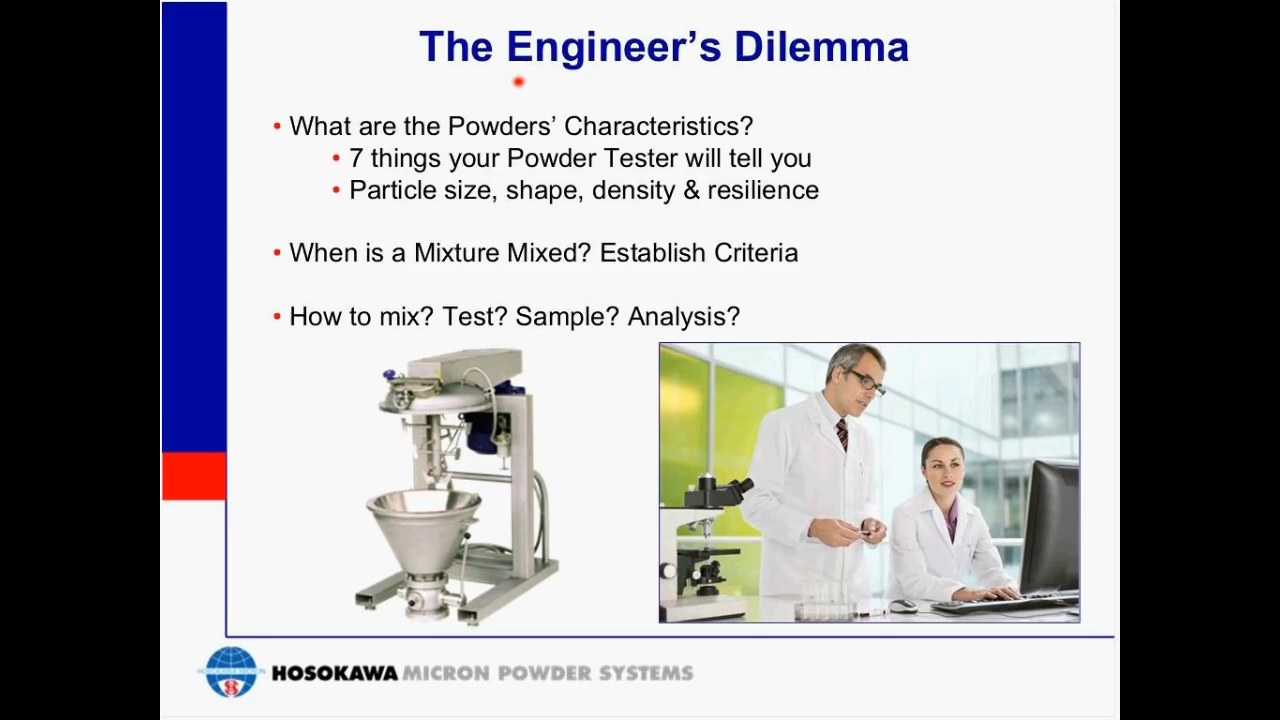 The Engineer’s Dilemma
• What are the Powders’ Characteristics?
• 7 things your Powder Tester will tell you
• Particle size, shape, density & resilience
• When is a Mixture Mixed? Establish Criteria
• How to mix? Test? Sample? Analysis?
HOSOKAWA MICRON POWDER SYSTEMS